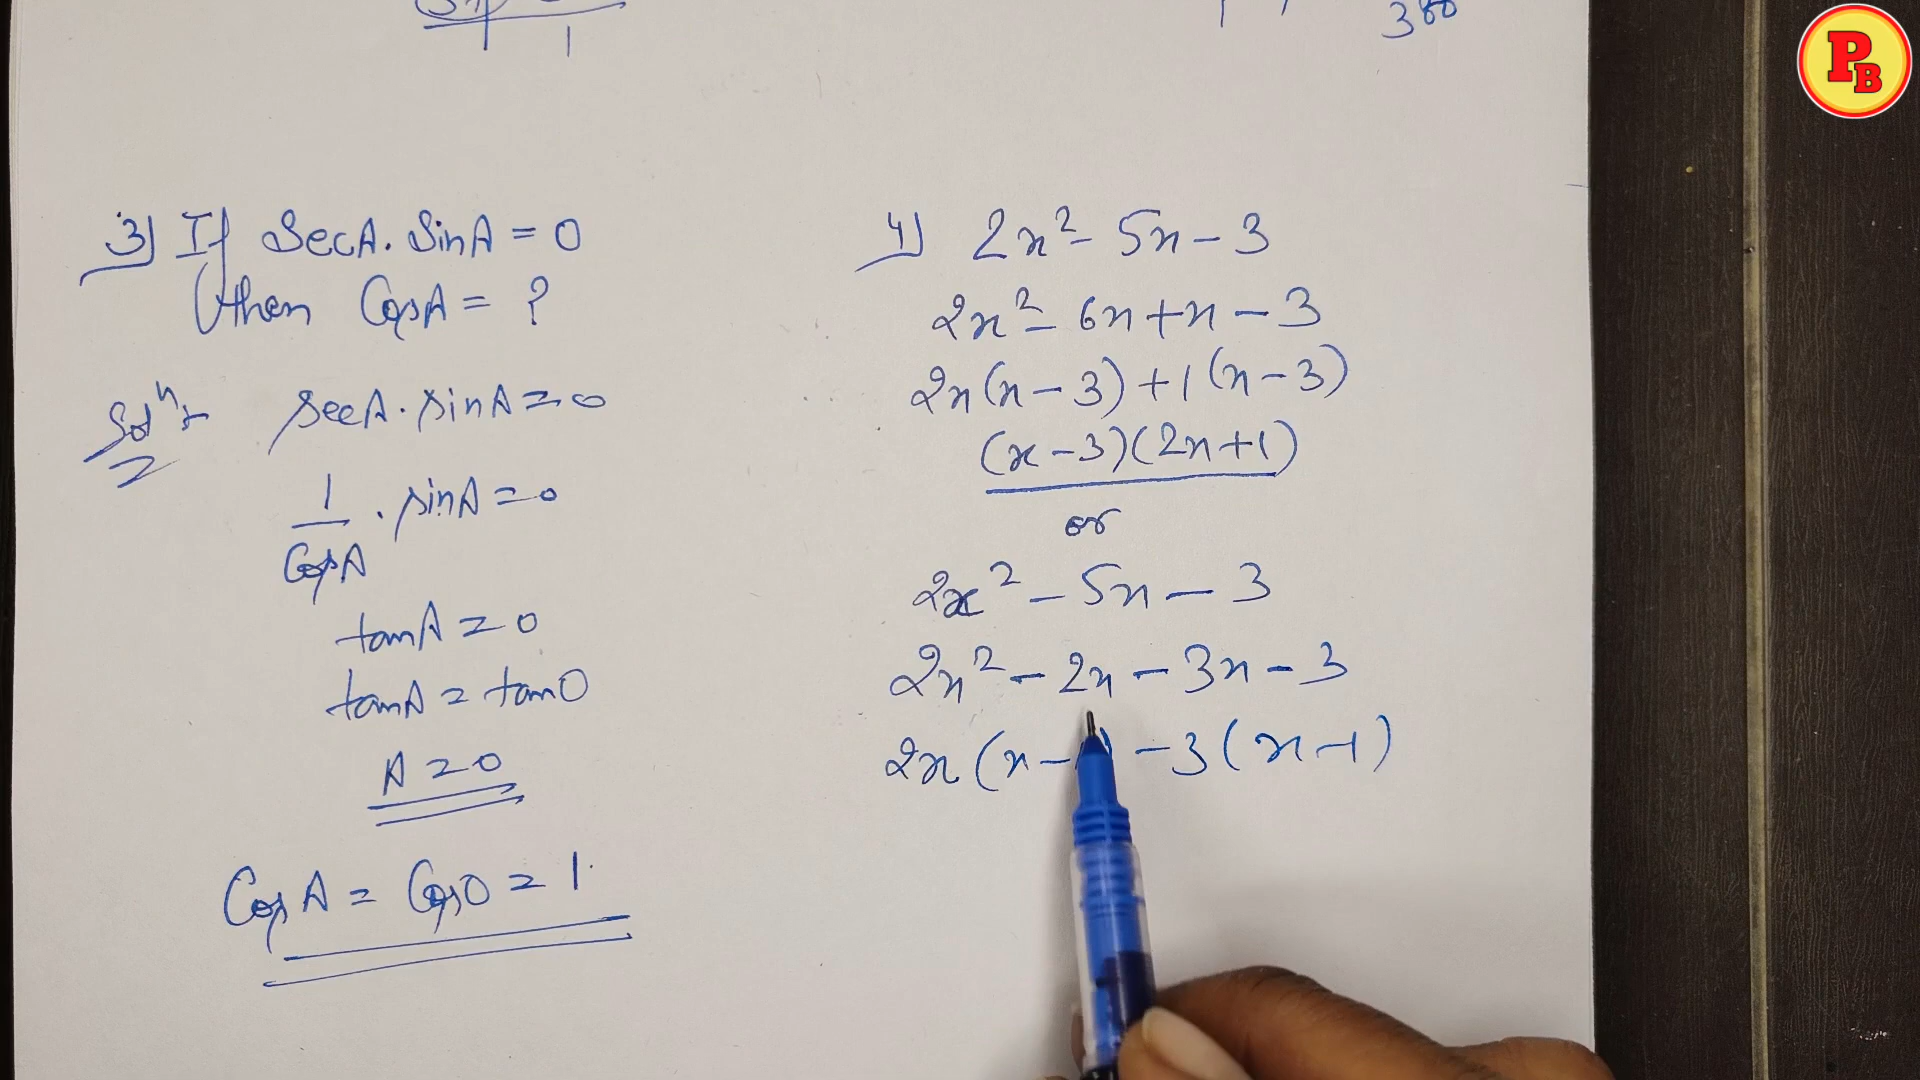 380
3) If SecA. SinA = 0
then CosA = ?
Solⁿ:-
secA. sinA = 0
1/CosA . sinA = 0
tanA = 0
tanA = tan0
A = 0
CosA = Cos0 = 1.
4) 2x² - 5x - 3
2x² - 6x + x - 3
2x(x - 3) + 1(x - 3)
(x - 3)(2x + 1)
or
2x² - 5x - 3
2x² - 2x - 3x - 3
2x(x - ) - 3(x - 1)
PB